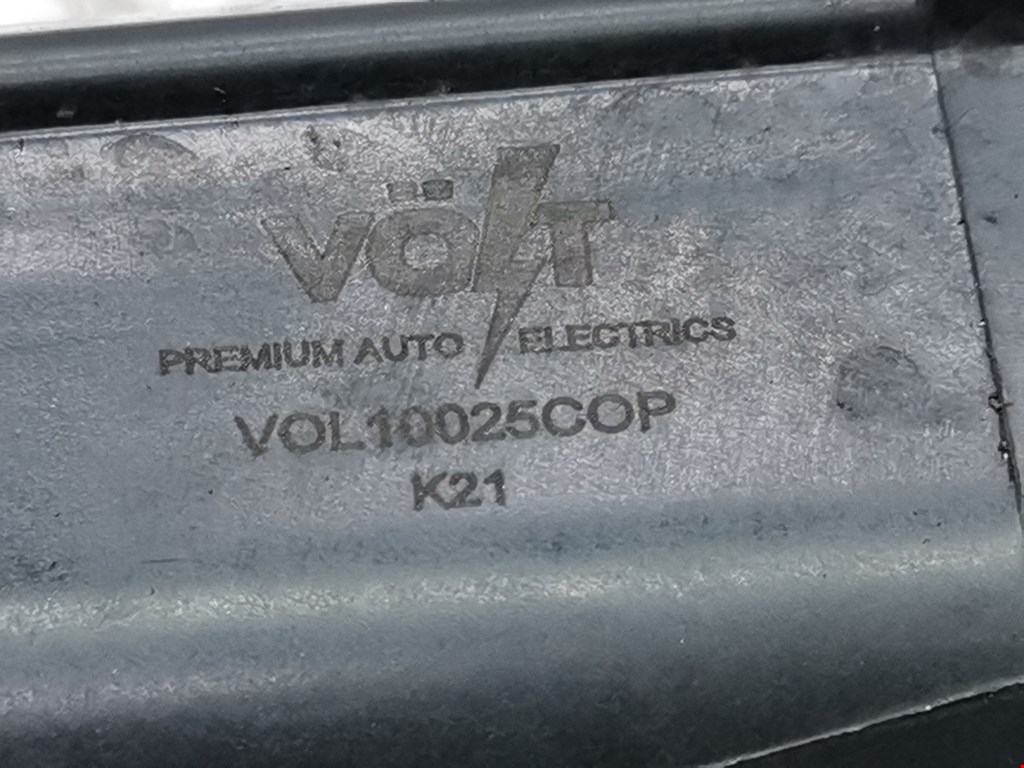 VÖLT
PREMIUM AUTO ELECTRICS
VOL10025COP
K21